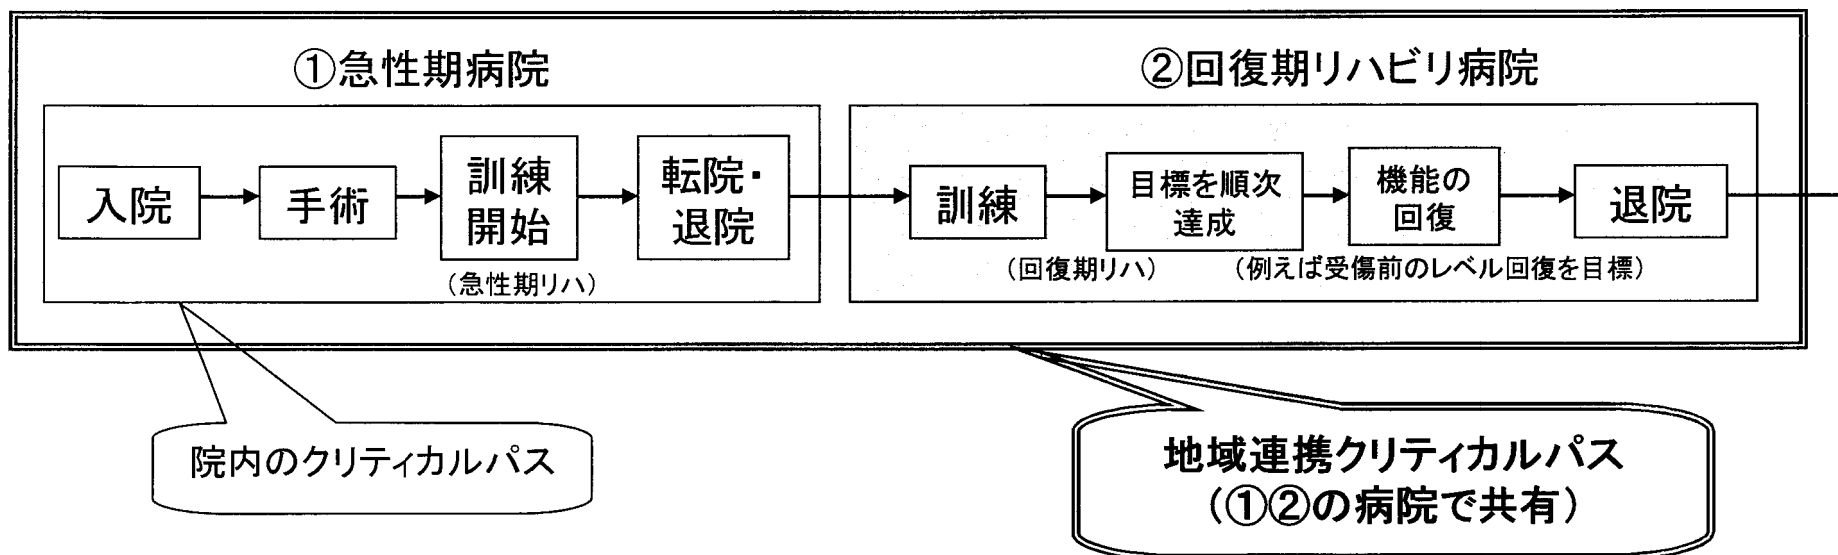 ①急性期病院
入院
手術
訓練
開始
転院・
退院
(急性期リハ)
②回復期リハビリ病院
訓練
目標を順次
達成
機能の
回復
退院
(回復期リハ)
(例えば受傷前のレベル回復を目標)
院内のクリティカルパス
地域連携クリティカルパス
(①②の病院で共有)